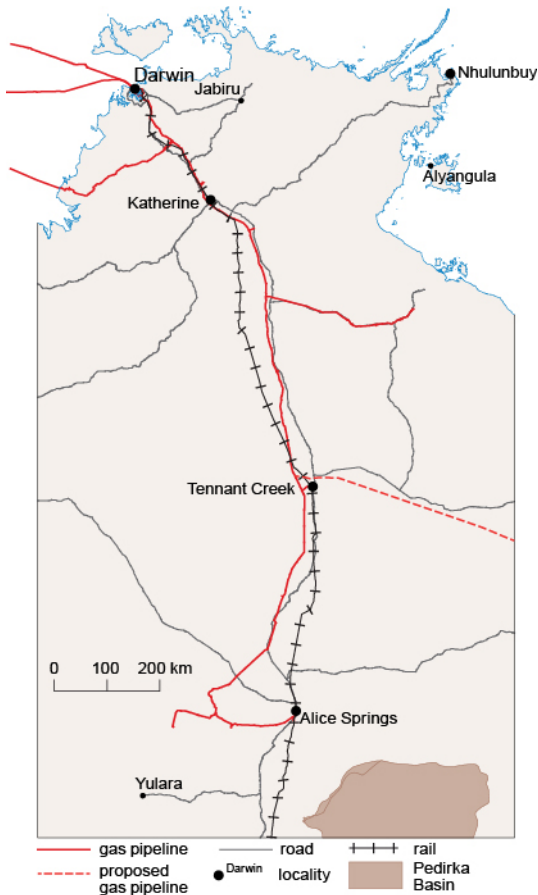 Darwin
Nhulunbuy
Jabiru
Alyangula
Katherine
Tennant Creek
0 100 200 km
Alice Springs
Yulara
gas pipeline
road
rail
proposed
gas pipeline
Darwin
locality
Pedirka
Basin